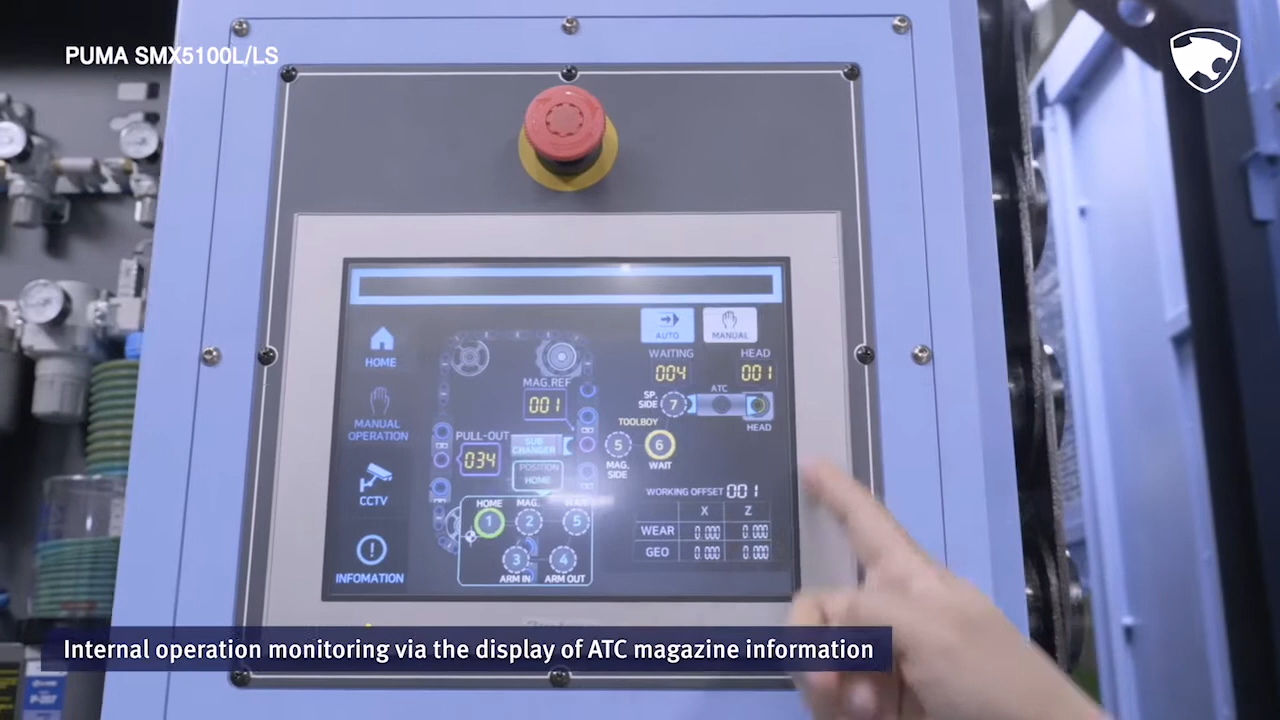 PUMA SMX5100L/LS
AUTO
MANUAL
HOME
WAITING
HEAD
004
001
MAG.REF
001
SP. SIDE
7
ATC
HEAD
MANUAL OPERATION
PULL-OUT
034
SUB CHANGER
TOOLBOY
5
6
MAG. SIDE
WAIT
POSITION
HOME
CCTV
WORKING OFFSET 001
X Z
WEAR 0.000 0.000
GEO 0.000 0.000
HOME
MAG.
1
2
5
3
4
ARM IN
ARM OUT
INFOMATION
Internal operation monitoring via the display of ATC magazine information
P-207